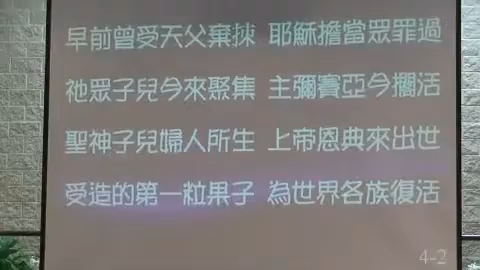 早前曾受天父棄捒 耶穌擔當眾罪過
祂眾子兒今來聚集 主彌賽亞今擱活
聖神子兒婦人所生 上帝恩典來出世
受造的第一粒果子 為世界各族復活
4-2